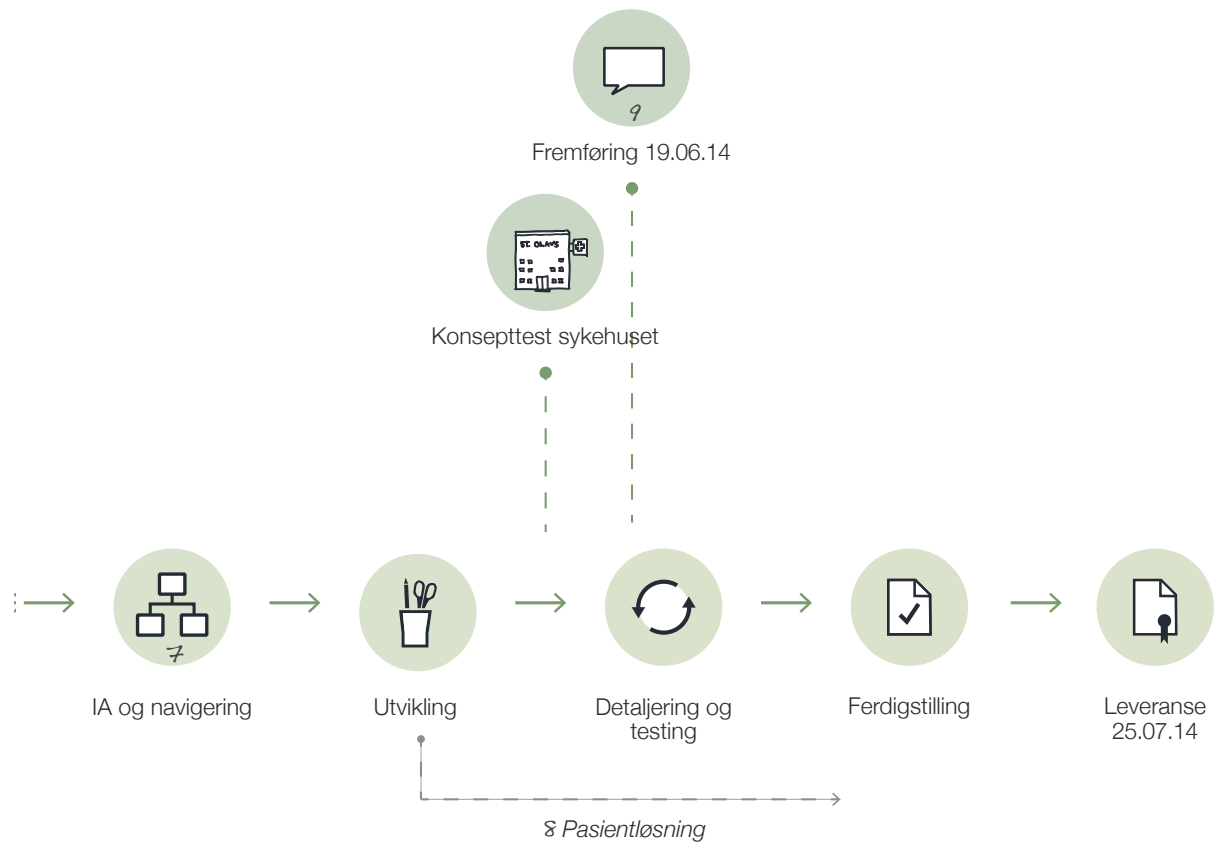 9
Fremføring 19.06.14
ST. OLAVS
Konsepttest sykehuset
7
IA og navigering
Utvikling
Detaljering og
testing
Ferdigstilling
Leveranse
25.07.14
8 Pasientløsning